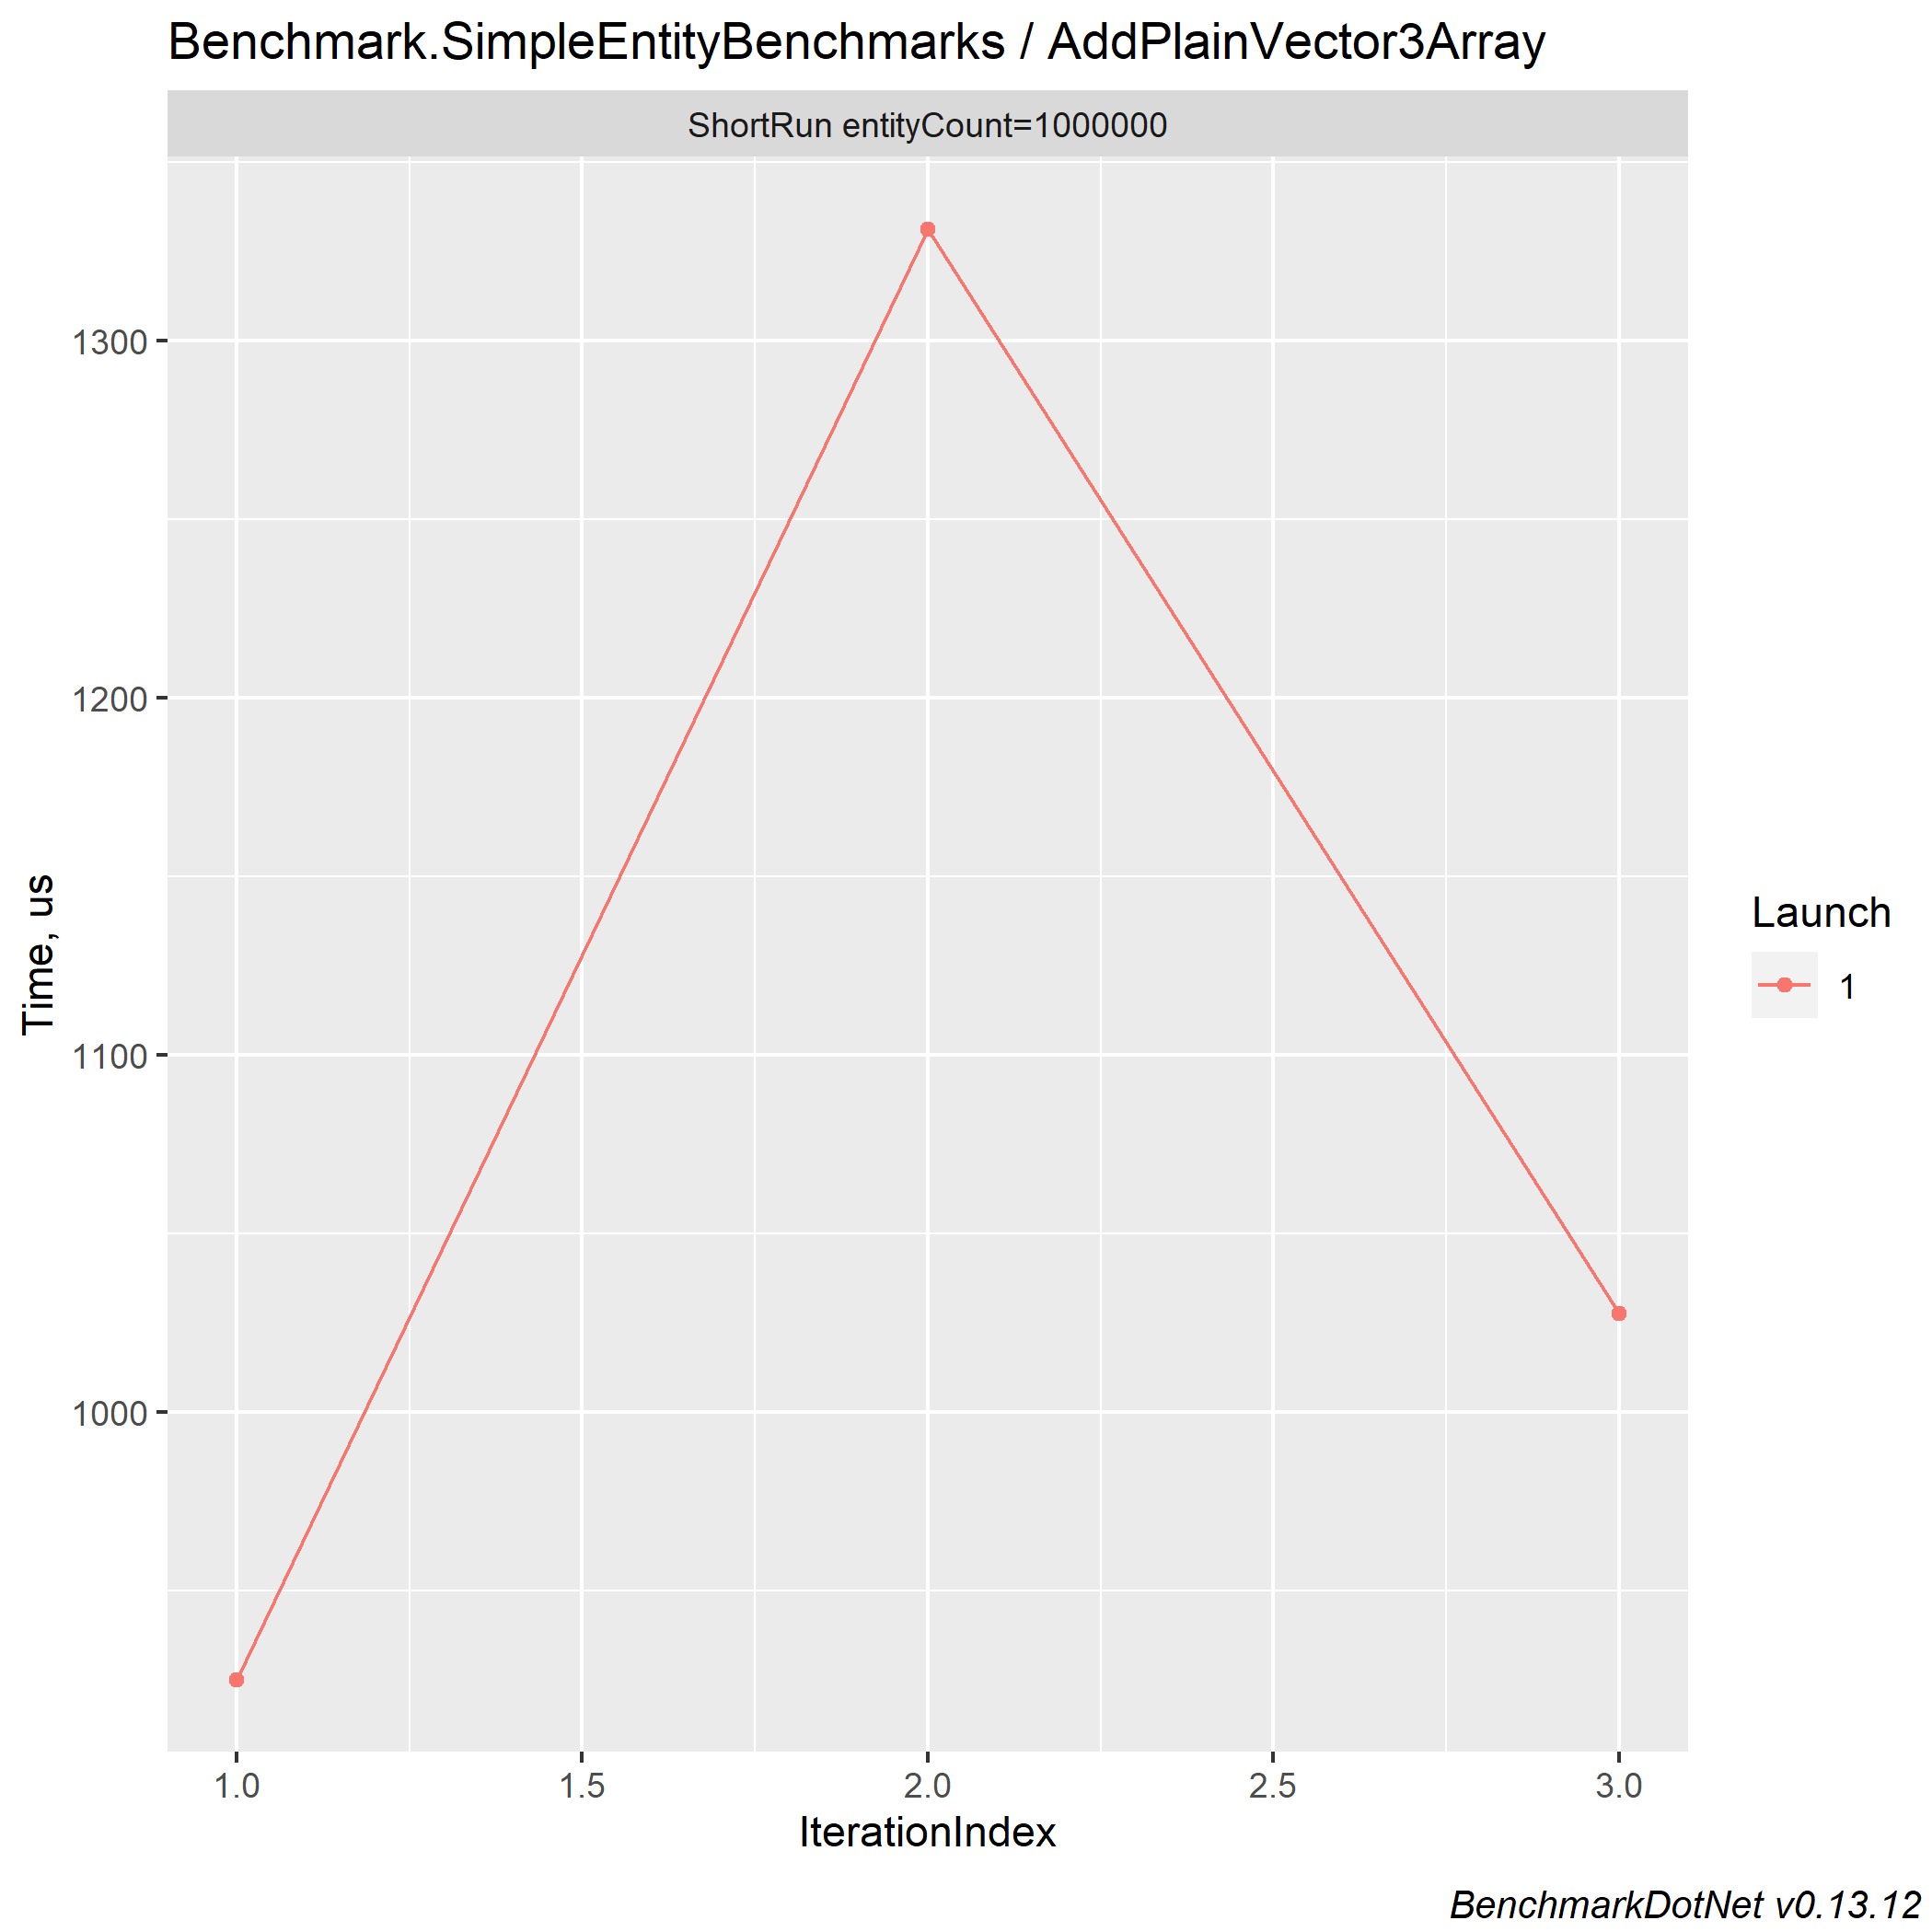 Benchmark.SimpleEntityBenchmarks / AddPlainVector3Array
ShortRun entityCount=1000000
1300
1200
1100
1000
Time, us
1.0 1.5 2.0 2.5 3.0
IterationIndex
Launch
1
BenchmarkDotNet v0.13.12